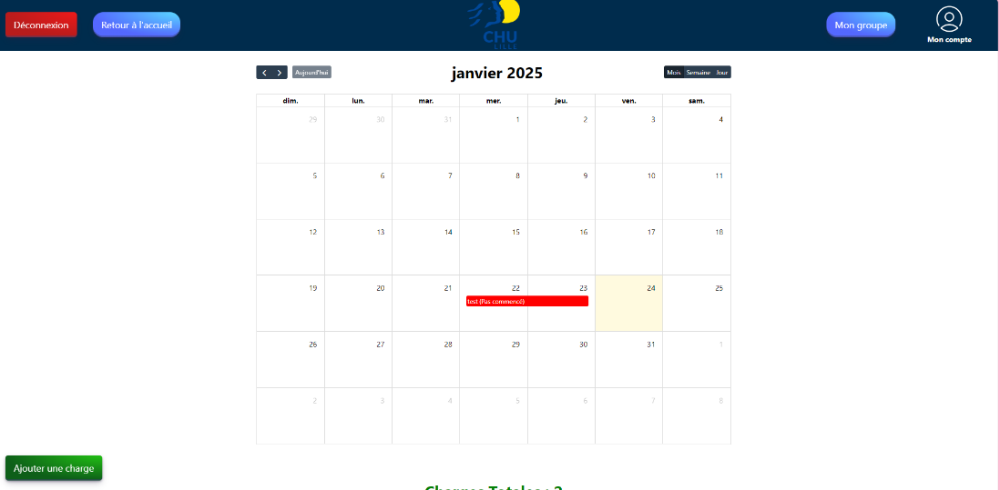 Déconnexion
Retour à l'accueil
CHU
LILLE
Mon groupe
Mon compte
Aujourd'hui
janvier 2025
Mois Semaine Jour
dim. lun. mar. mer. jeu. ven. sam.
29 30 31 1 2 3 4
5 6 7 8 9 10 11
12 13 14 15 16 17 18
19 20 21 22 23 24 25
test (Pas commencé)
26 27 28 29 30 31 1
2 3 4 5 6 7 8
Ajouter une charge
Charges Totales :